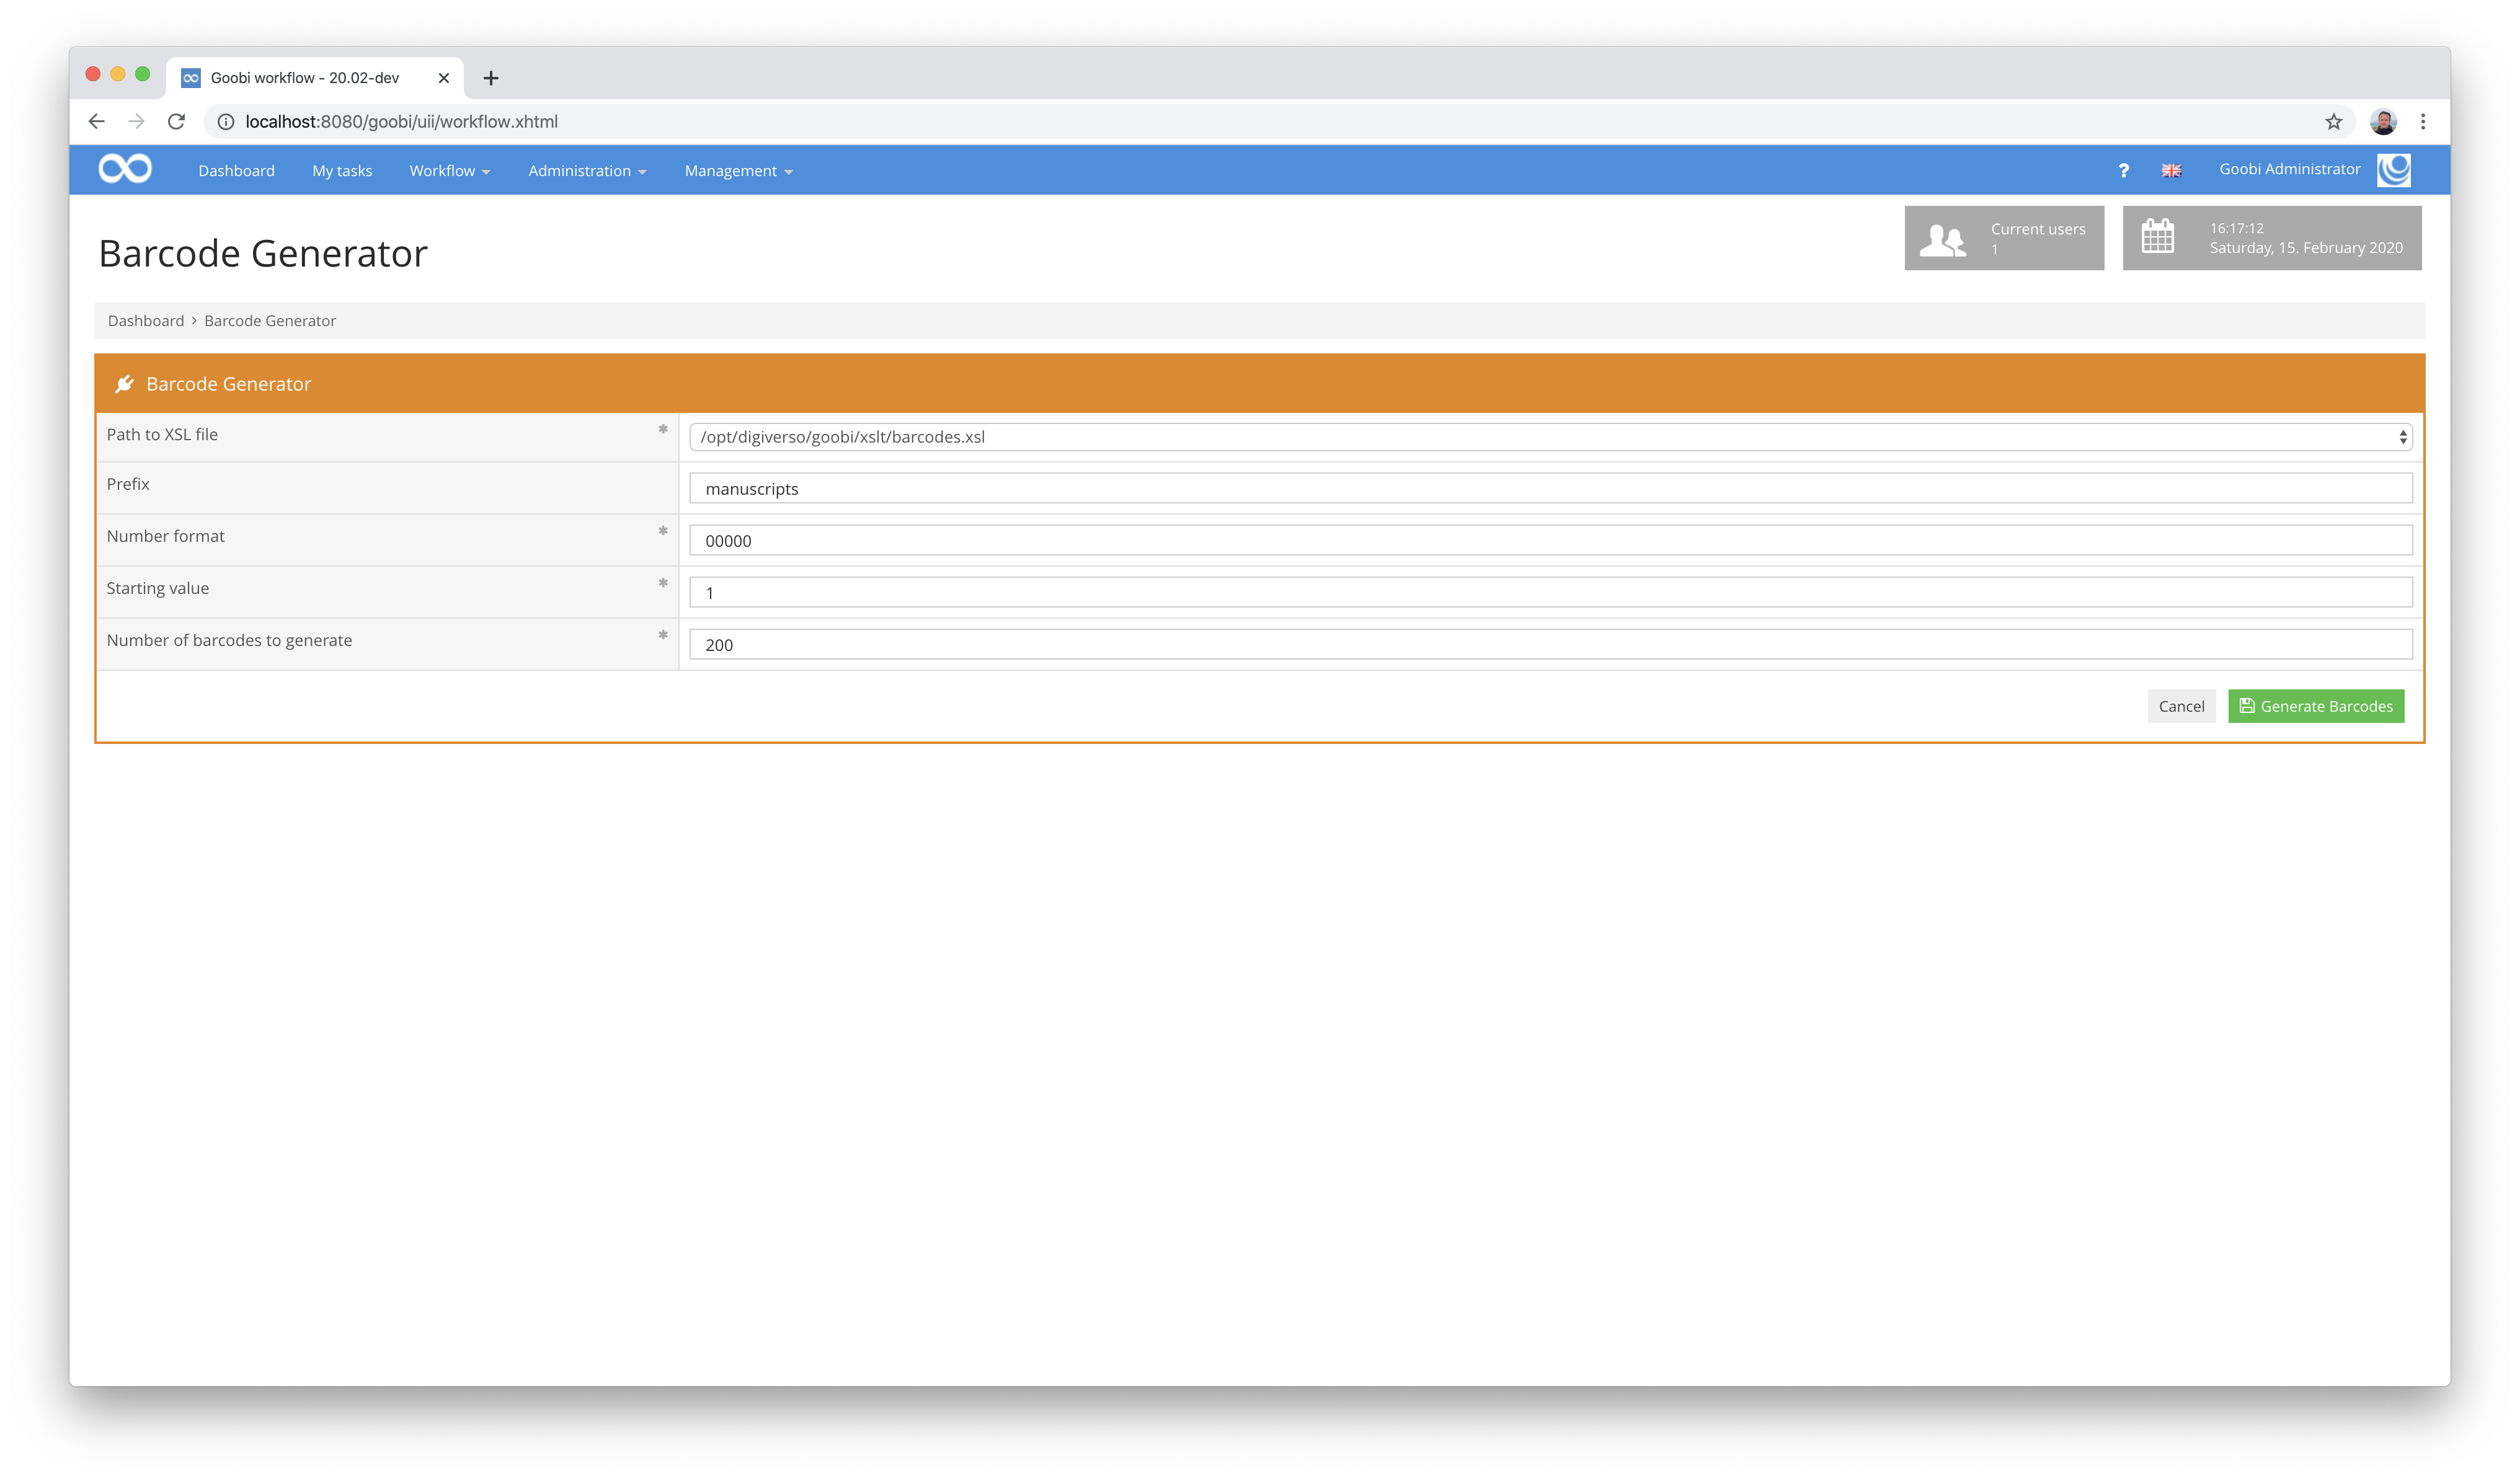 Goobi workflow - 20.02-dev
localhost:8080/goobi/uii/workflow.xhtml
Dashboard My tasks Workflow Administration Management ? Goobi Administrator
Barcode Generator
Current users
1
16:17:12
Saturday, 15. February 2020
Dashboard > Barcode Generator
Barcode Generator
Path to XSL file * /opt/digiverso/goobi/xslt/barcodes.xsl
Prefix manuscripts
Number format * 00000
Starting value * 1
Number of barcodes to generate * 200
Cancel Generate Barcodes